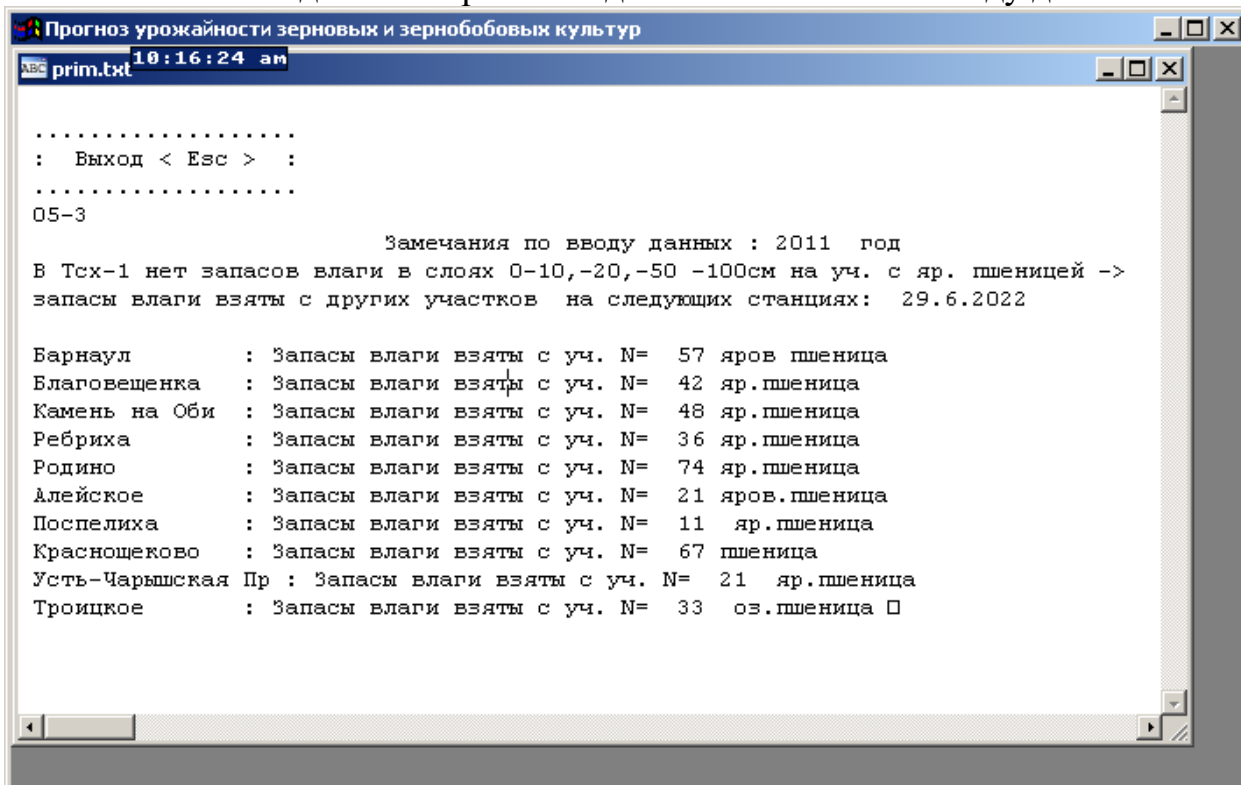 Прогноз урожайности зерновых и зернобобовых культур
10:16:24 am
prim.txt
...................
: Выход < Esc > :
...................
05-3
Замечания по вводу данных : 2011 год
В Тсх-1 нет запасов влаги в слоях 0-10,-20,-50 -100см на уч. с яр. пшеницей ->
запасы влаги взяты с других участков на следующих станциях: 29.6.2022
Барнаул : Запасы влаги взяты с уч. N= 57 яров пшеница
Благовещенка : Запасы влаги взяты с уч. N= 42 яр.пшеница
Камень на Оби : Запасы влаги взяты с уч. N= 48 яр.пшеница
Ребриха : Запасы влаги взяты с уч. N= 36 яр.пшеница
Родино : Запасы влаги взяты с уч. N= 74 яр.пшеница
Алейское : Запасы влаги взяты с уч. N= 21 яров.пшеница
Поспелиха : Запасы влаги взяты с уч. N= 11 яр.пшеница
Краснощеково : Запасы влаги взяты с уч. N= 67 пшеница
Усть-Чарышская Пр : Запасы влаги взяты с уч. N= 21 яр.пшеница
Троицкое : Запасы влаги взяты с уч. N= 33 оз.пшеница